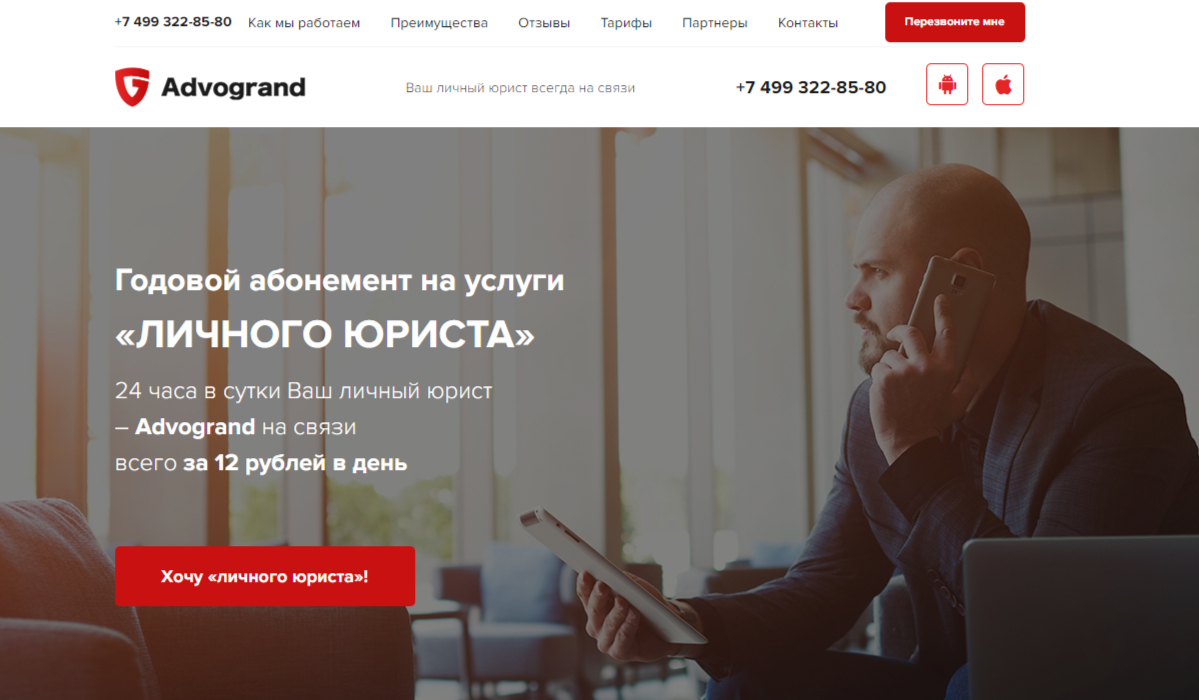 +7 499 322-85-80 Как мы работаем Преимущества Отзывы Тарифы Партнеры Контакты Перезвоните мне
Advogrand Ваш личный юрист всегда на связи +7 499 322-85-80
Годовой абонемент на услуги
«ЛИЧНОГО ЮРИСТА»
24 часа в сутки Ваш личный юрист
– Advogrand на связи
всего за 12 рублей в день
Хочу «личного юриста»!